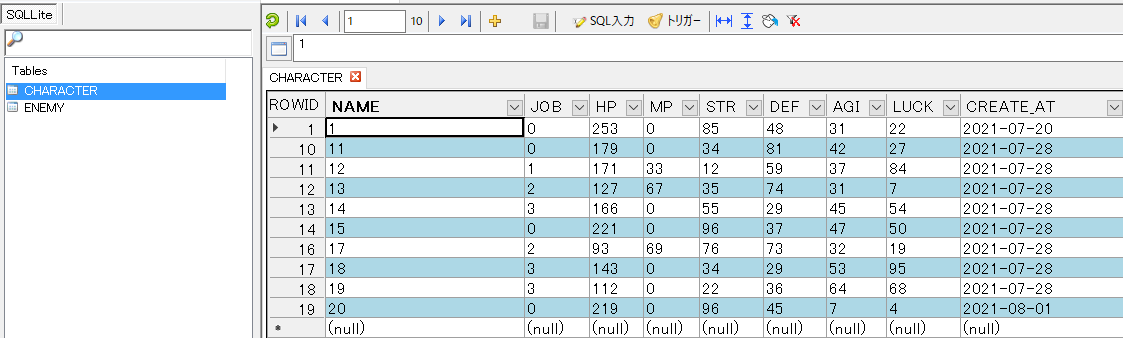 SQLLite
1 10 SQL入力 トリガー
1
Tables
CHARACTER
ENEMY
CHARACTER
ROWID NAME JOB HP MP STR DEF AGI LUCK CREATE_AT
1 1 0 253 0 85 48 31 22 2021-07-20
10 11 0 179 0 34 81 42 27 2021-07-28
11 12 1 171 33 12 59 37 84 2021-07-28
12 13 2 127 67 35 74 31 7 2021-07-28
13 14 3 166 0 55 29 45 54 2021-07-28
14 15 0 221 0 96 37 47 50 2021-07-28
16 17 2 93 69 76 73 32 19 2021-07-28
17 18 3 143 0 34 29 53 95 2021-07-28
18 19 3 112 0 22 36 64 68 2021-07-28
19 20 0 219 0 96 45 7 4 2021-08-01
* (null) (null) (null) (null) (null) (null) (null) (null) (null)